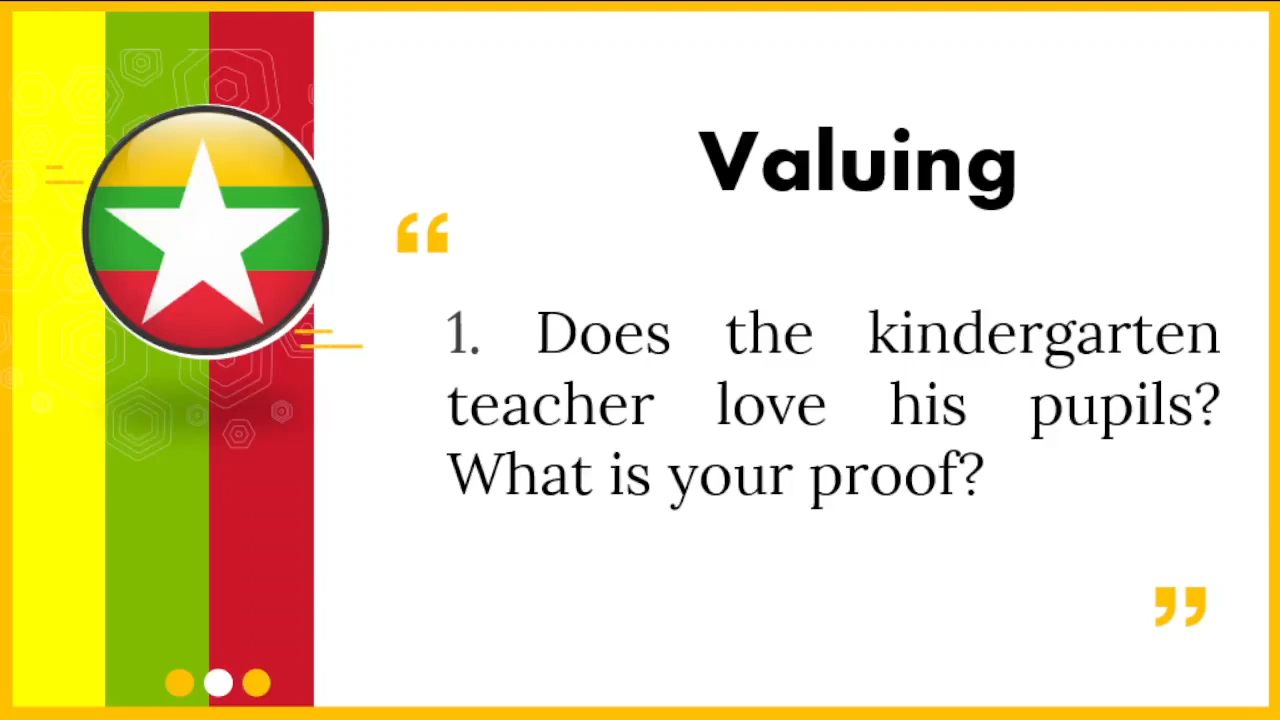 Valuing
“
1. Does the kindergarten
teacher love his pupils?
What is your proof?
”